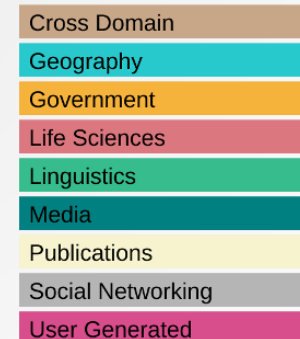 Cross Domain
Geography
Government
Life Sciences
Linguistics
Media
Publications
Social Networking
User Generated